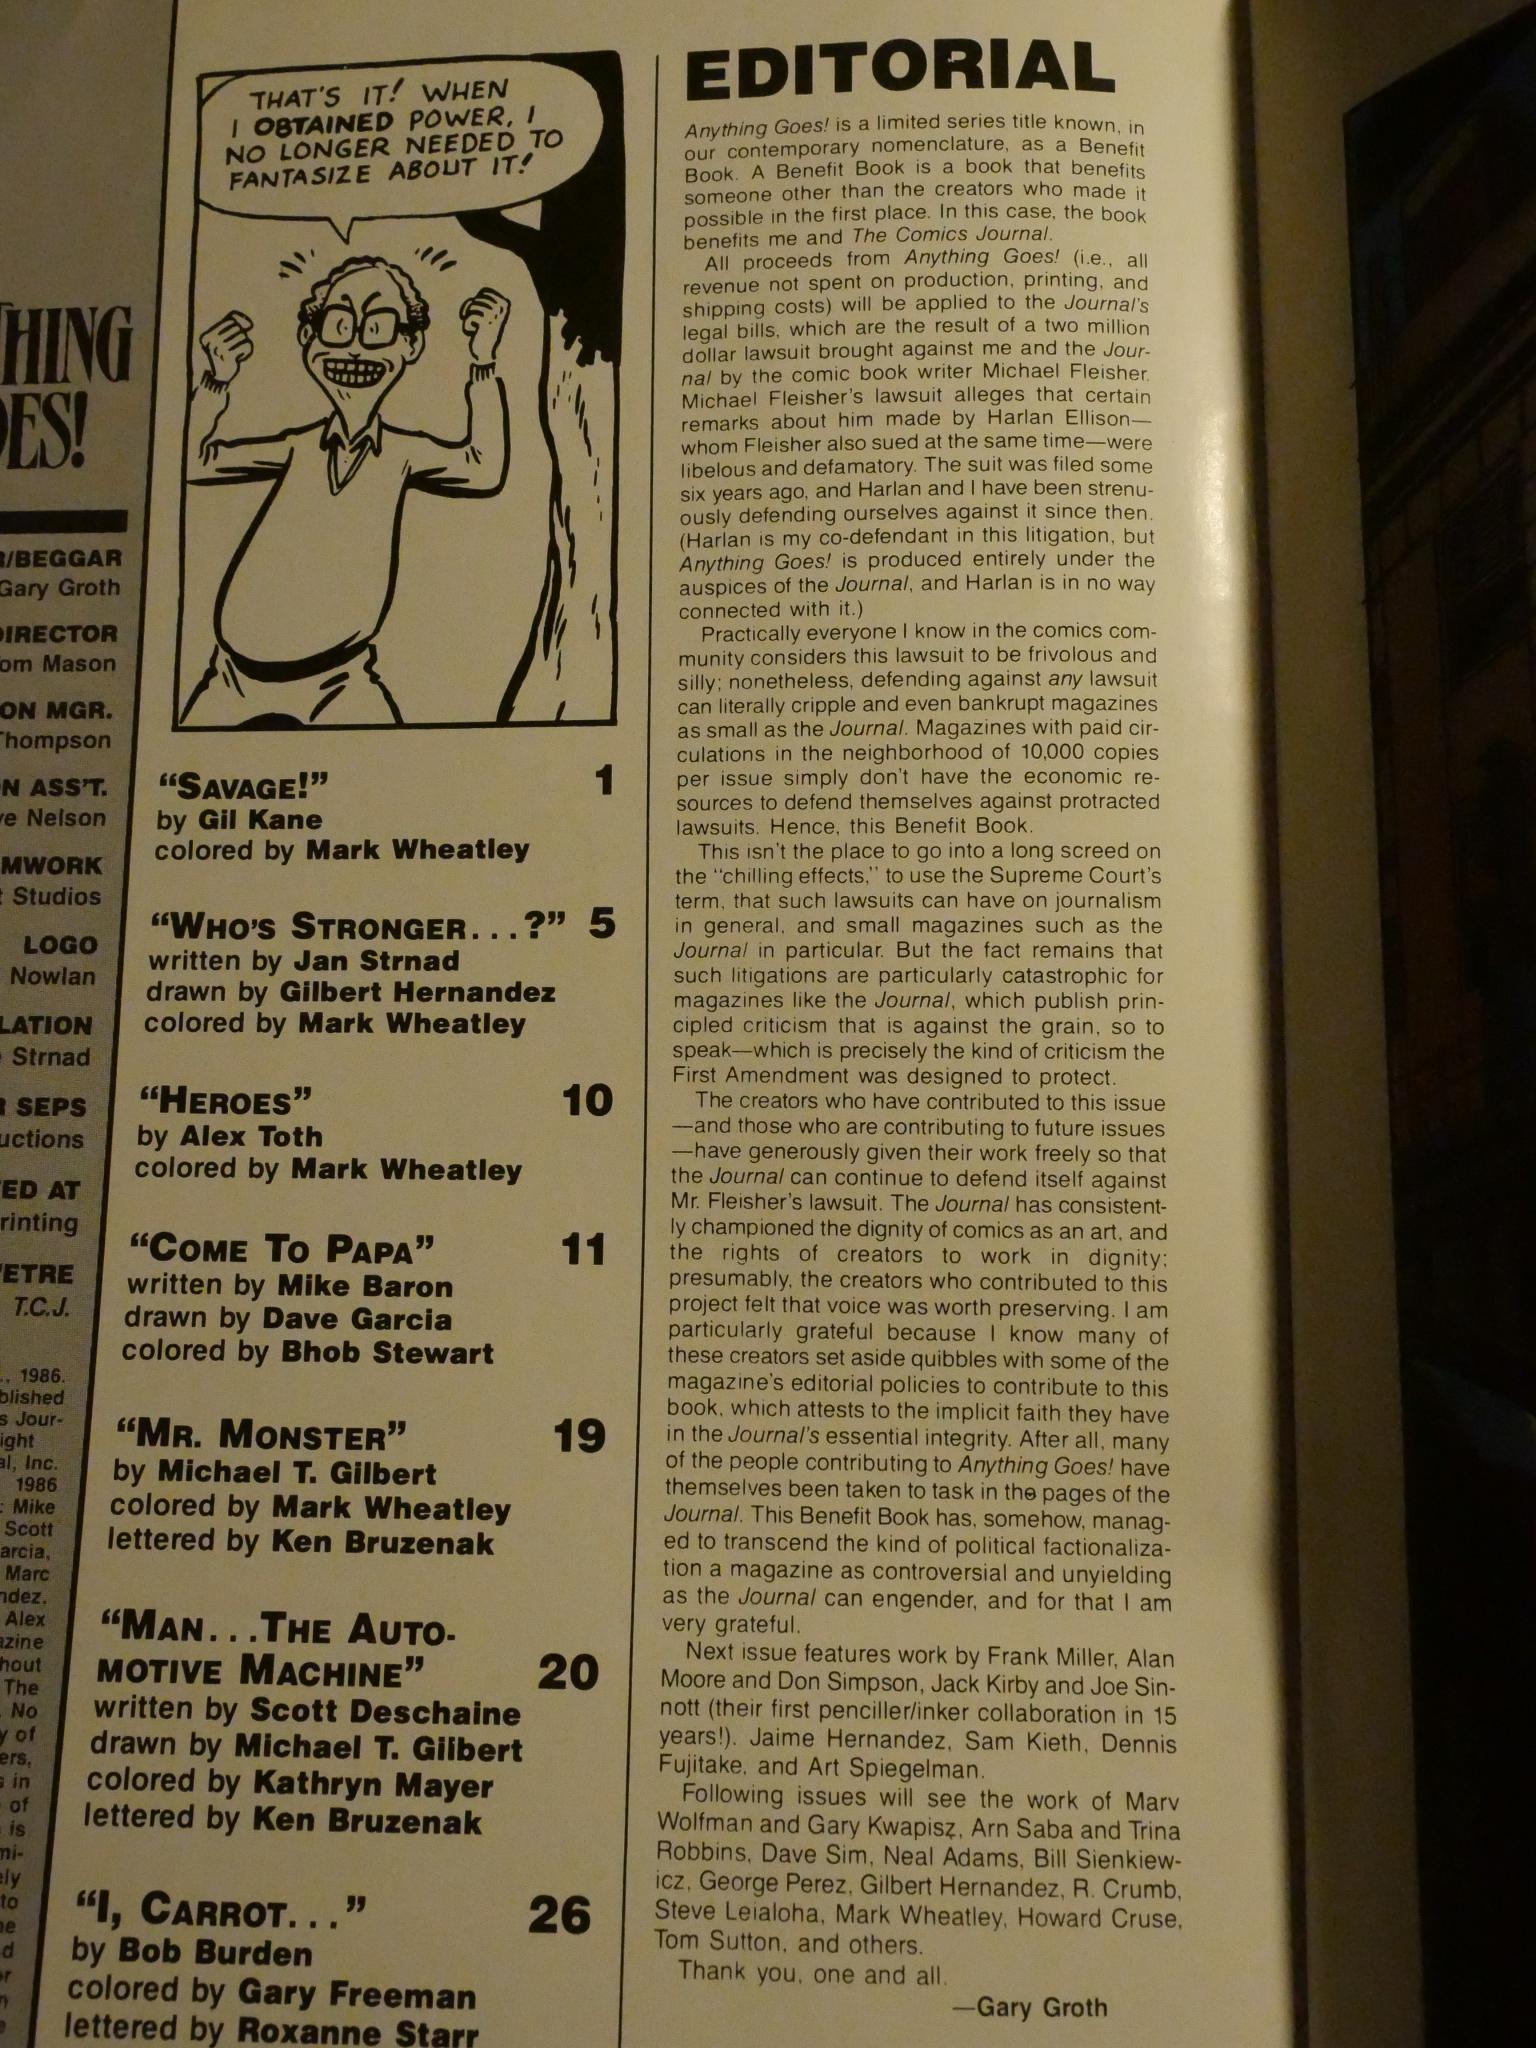 THING
OES!
R/BEGGAR
Gary Groth
DIRECTOR
Tom Mason
ON MGR.
Thompson
N ASS'T.
ve Nelson
MWORK
t Studios
LOGO
Nowlan
LATION
Strnad
R SEPS
uctions
TED AT
rinting
VETRE
T.C.J.
., 1986.
blished
s Jour-
ight
al, Inc.
1986
: Mike
Scott
arcia,
Marc
ndez,
Alex
azine
hout
The
. No
y of
ers,
s in
of
is
mi-
ely
to
THAT'S IT! WHEN
I OBTAINED POWER, I
NO LONGER NEEDED TO
FANTASIZE ABOUT IT!
"SAVAGE!" 1
by Gil Kane
colored by Mark Wheatley
"WHO'S STRONGER...?" 5
written by Jan Strnad
drawn by Gilbert Hernandez
colored by Mark Wheatley
"HEROES" 10
by Alex Toth
colored by Mark Wheatley
"COME TO PAPA" 11
written by Mike Baron
drawn by Dave Garcia
colored by Bhob Stewart
"MR. MONSTER" 19
by Michael T. Gilbert
colored by Mark Wheatley
lettered by Ken Bruzenak
"MAN...THE AUTO-
MOTIVE MACHINE" 20
written by Scott Deschaine
drawn by Michael T. Gilbert
colored by Kathryn Mayer
lettered by Ken Bruzenak
"I, CARROT..." 26
by Bob Burden
colored by Gary Freeman
lettered by Roxanne Starr
EDITORIAL
Anything Goes! is a limited series title known, in
our contemporary nomenclature, as a Benefit
Book. A Benefit Book is a book that benefits
someone other than the creators who made it
possible in the first place. In this case, the book
benefits me and The Comics Journal.
All proceeds from Anything Goes! (i.e., all
revenue not spent on production, printing, and
shipping costs) will be applied to the Journal's
legal bills, which are the result of a two million
dollar lawsuit brought against me and the Jour-
nal by the comic book writer Michael Fleisher.
Michael Fleisher's lawsuit alleges that certain
remarks about him made by Harlan Ellison—
whom Fleisher also sued at the same time—were
libelous and defamatory. The suit was filed some
six years ago, and Harlan and I have been strenu-
ously defending ourselves against it since then.
(Harlan is my co-defendant in this litigation, but
Anything Goes! is produced entirely under the
auspices of the Journal, and Harlan is in no way
connected with it.)
Practically everyone I know in the comics com-
munity considers this lawsuit to be frivolous and
silly; nonetheless, defending against any lawsuit
can literally cripple and even bankrupt magazines
as small as the Journal. Magazines with paid cir-
culations in the neighborhood of 10,000 copies
per issue simply don't have the economic re-
sources to defend themselves against protracted
lawsuits. Hence, this Benefit Book.
This isn't the place to go into a long screed on
the "chilling effects," to use the Supreme Court's
term, that such lawsuits can have on journalism
in general, and small magazines such as the
Journal in particular. But the fact remains that
such litigations are particularly catastrophic for
magazines like the Journal, which publish prin-
cipled criticism that is against the grain, so to
speak—which is precisely the kind of criticism the
First Amendment was designed to protect.
The creators who have contributed to this issue
—and those who are contributing to future issues
—have generously given their work freely so that
the Journal can continue to defend itself against
Mr. Fleisher's lawsuit. The Journal has consistent-
ly championed the dignity of comics as an art, and
the rights of creators to work in dignity;
presumably, the creators who contributed to this
project felt that voice was worth preserving. I am
particularly grateful because I know many of
these creators set aside quibbles with some of the
magazine's editorial policies to contribute to this
book, which attests to the implicit faith they have
in the Journal's essential integrity. After all, many
of the people contributing to Anything Goes! have
themselves been taken to task in the pages of the
Journal. This Benefit Book has, somehow, manag-
ed to transcend the kind of political factionaliza-
tion a magazine as controversial and unyielding
as the Journal can engender, and for that I am
very grateful.
Next issue features work by Frank Miller, Alan
Moore and Don Simpson, Jack Kirby and Joe Sin-
nott (their first penciller/inker collaboration in 15
years!). Jaime Hernandez, Sam Kieth, Dennis
Fujitake, and Art Spiegelman.
Following issues will see the work of Marv
Wolfman and Gary Kwapisz, Arn Saba and Trina
Robbins, Dave Sim, Neal Adams, Bill Sienkiew-
icz, George Perez, Gilbert Hernandez, R. Crumb,
Steve Leialoha, Mark Wheatley, Howard Cruse,
Tom Sutton, and others.
Thank you, one and all.
—Gary Groth